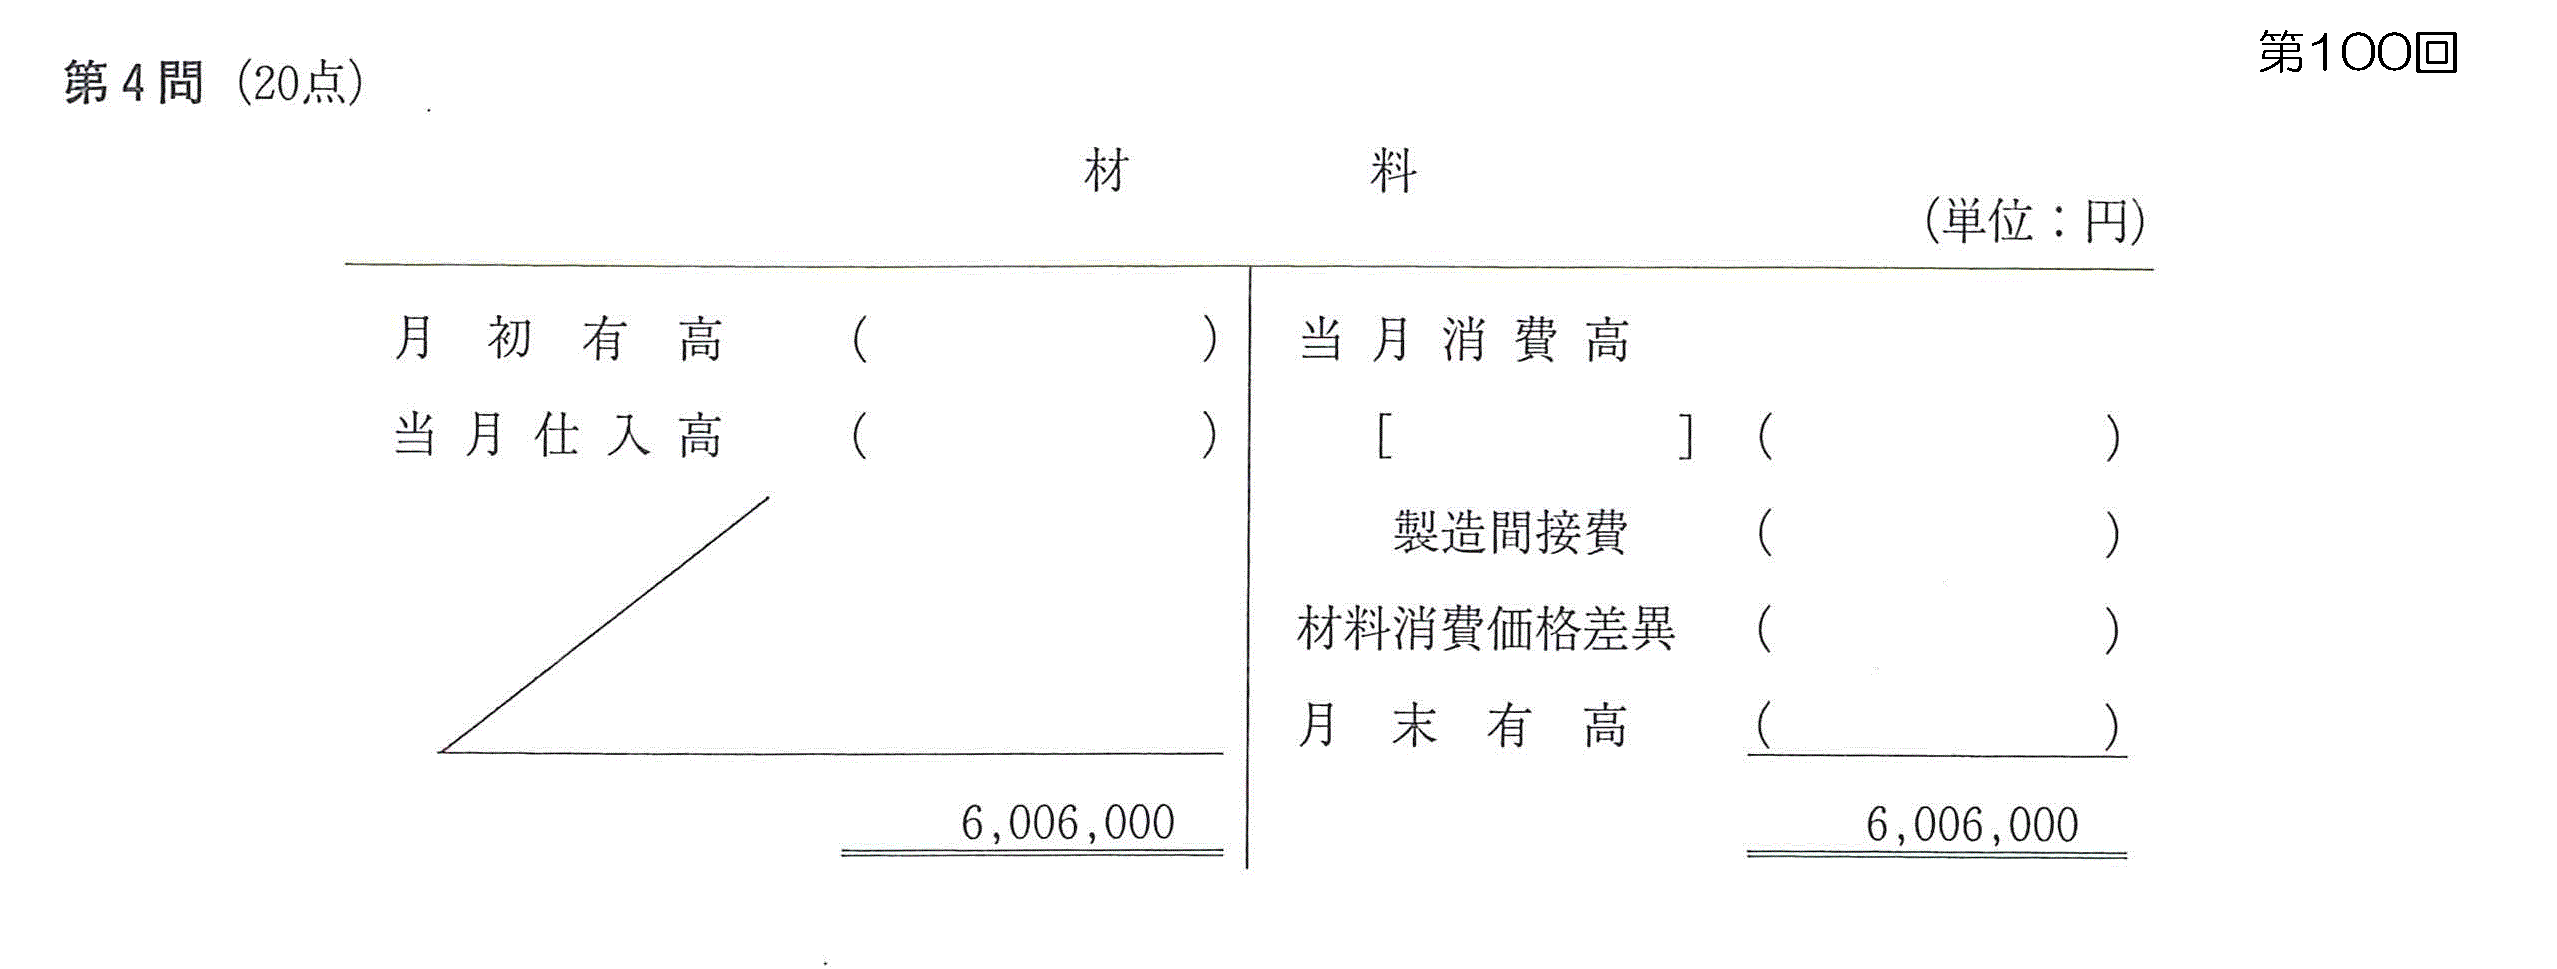 第4問 (20点)
第100回
材 料
(単位：円)
月初有高 ( ) 当月消費高
当月仕入高 ( ) [ ] ( )
製造間接費 ( )
材料消費価格差異 ( )
月末有高 ( )
6,006,000 6,006,000